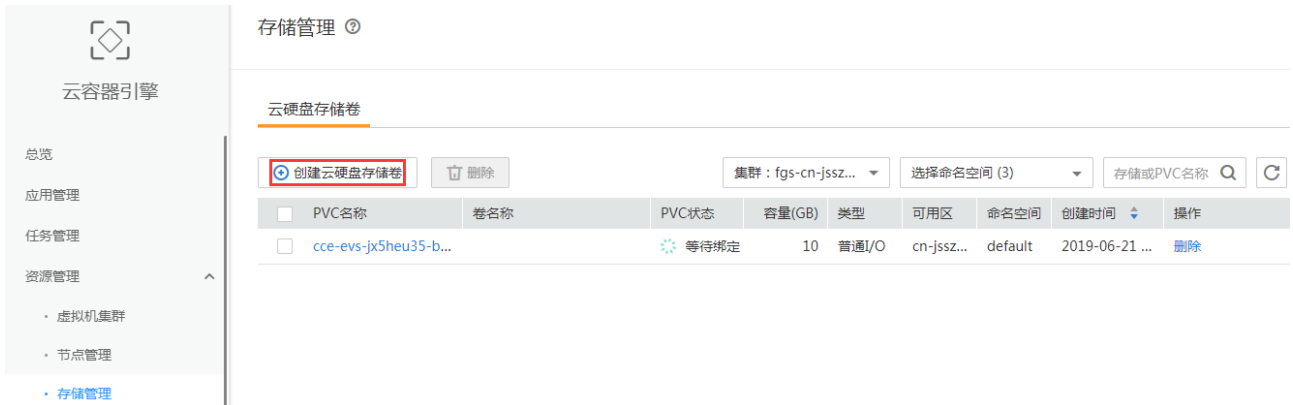 云容器引擎
总览
应用管理
任务管理
资源管理
· 虚拟机集群
· 节点管理
· 存储管理
存储管理 ?
云硬盘存储卷
创建云硬盘存储卷 删除 集群：fgs-cn-jssz... 选择命名空间 (3) 存储或PVC名称
PVC名称 卷名称 PVC状态 容量(GB) 类型 可用区 命名空间 创建时间 操作
cce-evs-jx5heu35-b... 等待绑定 10 普通I/O cn-jssz... default 2019-06-21 ... 删除